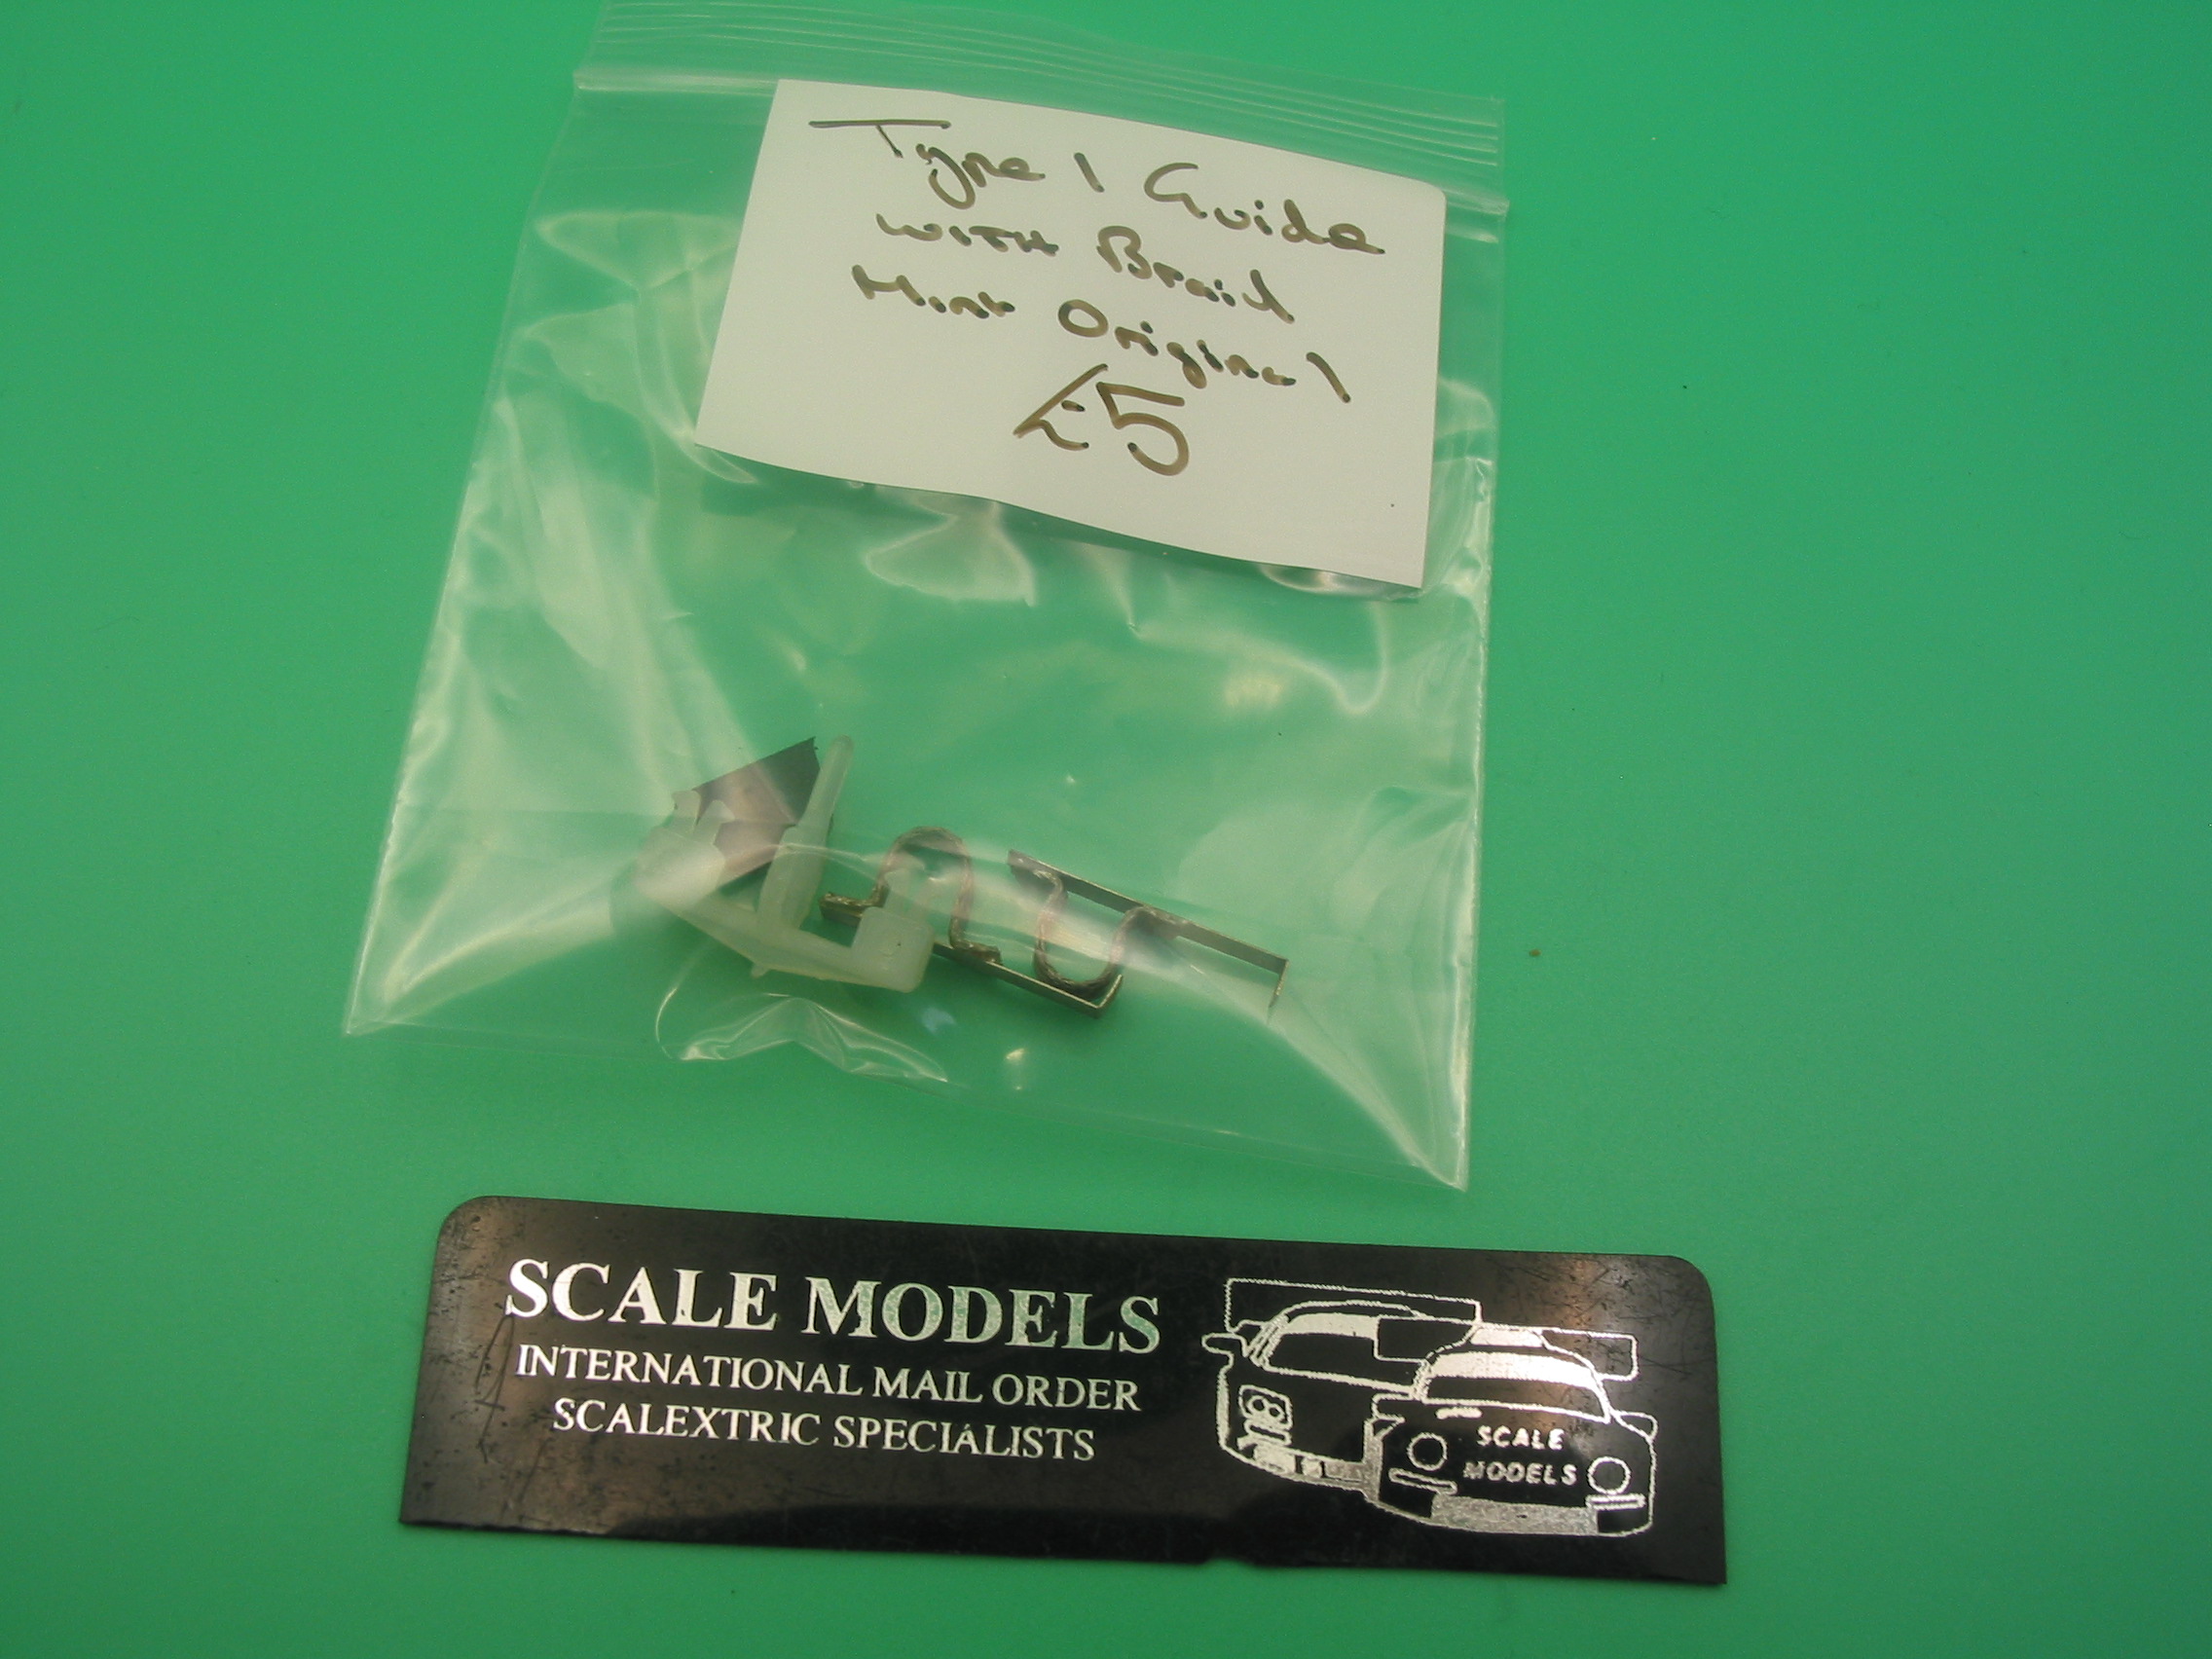 Type 1 Guide
WITH Braid
Mint Original
£5
SCALE MODELS
INTERNATIONAL MAIL ORDER
SCALEXTRIC SPECIALISTS
SCALE
MODELS